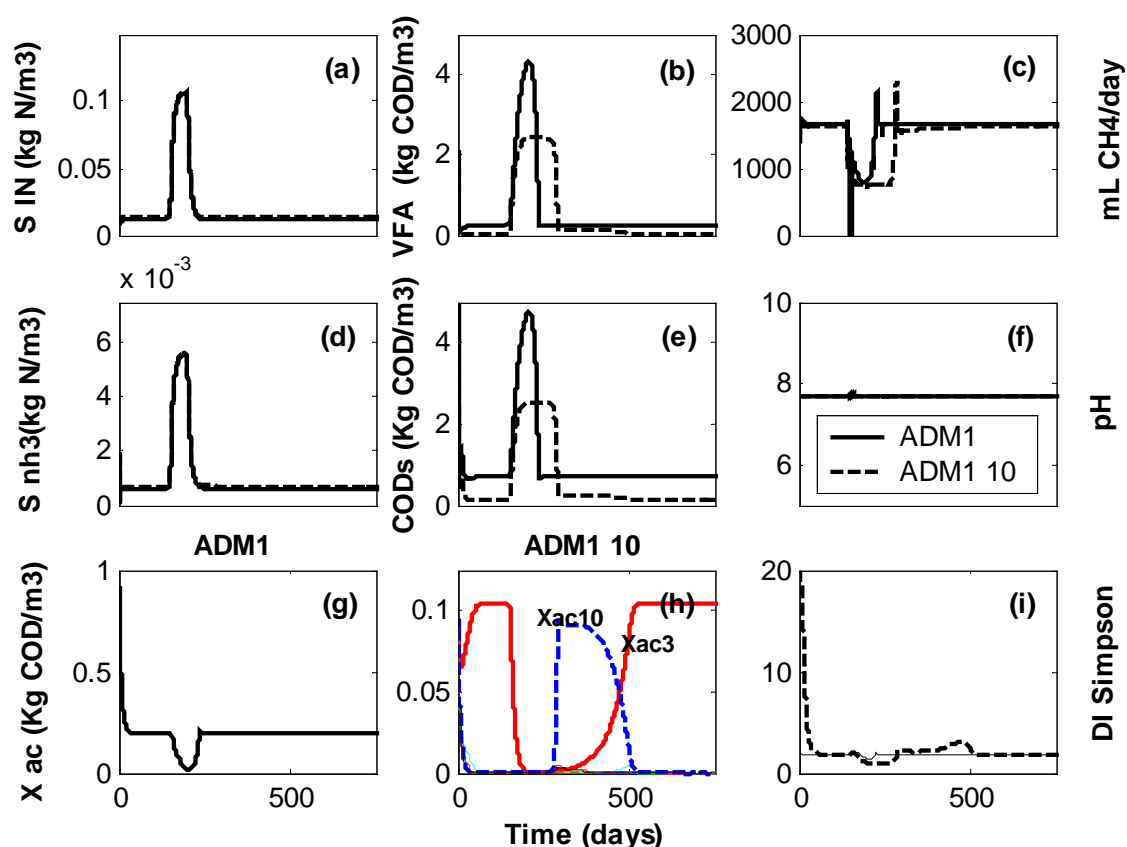 S IN (kg N/m3)
0.1
0.05
0
(a)
VFA (kg COD/m3)
4
2
0
(b)
3000
2000
1000
0
(c)
mL CH4/day
x 10-3
S nh3(kg N/m3)
6
4
2
0
(d)
CODs (Kg COD/m3)
4
2
0
(e)
10
8
6
(f)
pH
ADM1
ADM1 10
ADM1
ADM1 10
X ac (Kg COD/m3)
1
0.5
0
(g)
0 500
0.1
0.05
0
(h)
Xac10
Xac3
0 500
20
10
0
(i)
0 500
DI Simpson
Time (days)